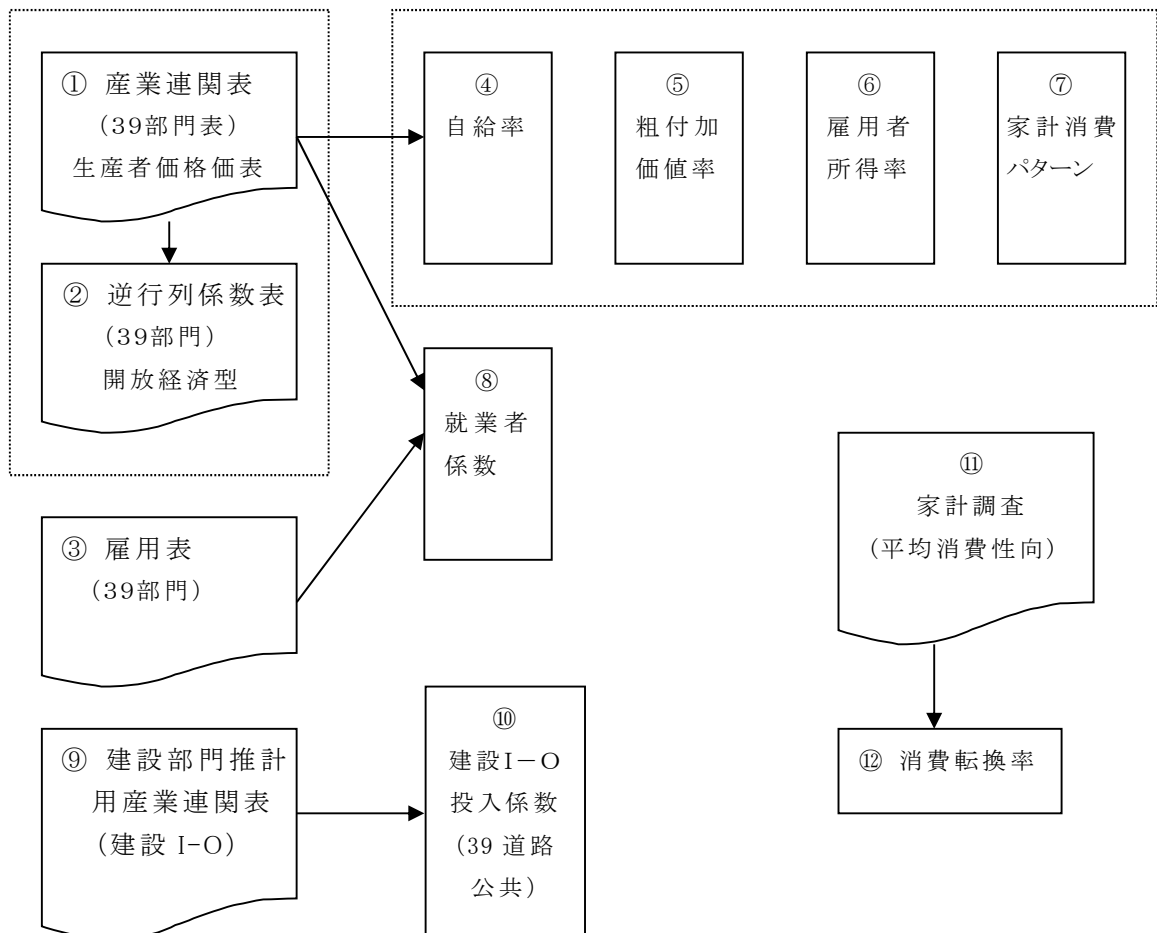 ① 産業連関表
(39部門表)
生産者価格価表
② 逆行列係数表
(39部門)
開放経済型
③ 雇用表
(39部門)
④
自給率
⑤
粗付加
価値率
⑥
雇用者
所得率
⑦
家計消費
パターン
⑧
就業者
係数
⑨ 建設部門推計
用産業連関表
(建設 I-O)
⑩
建設I-O
投入係数
(39 道路
公共)
⑪
家計調査
(平均消費性向)
⑫ 消費転換率